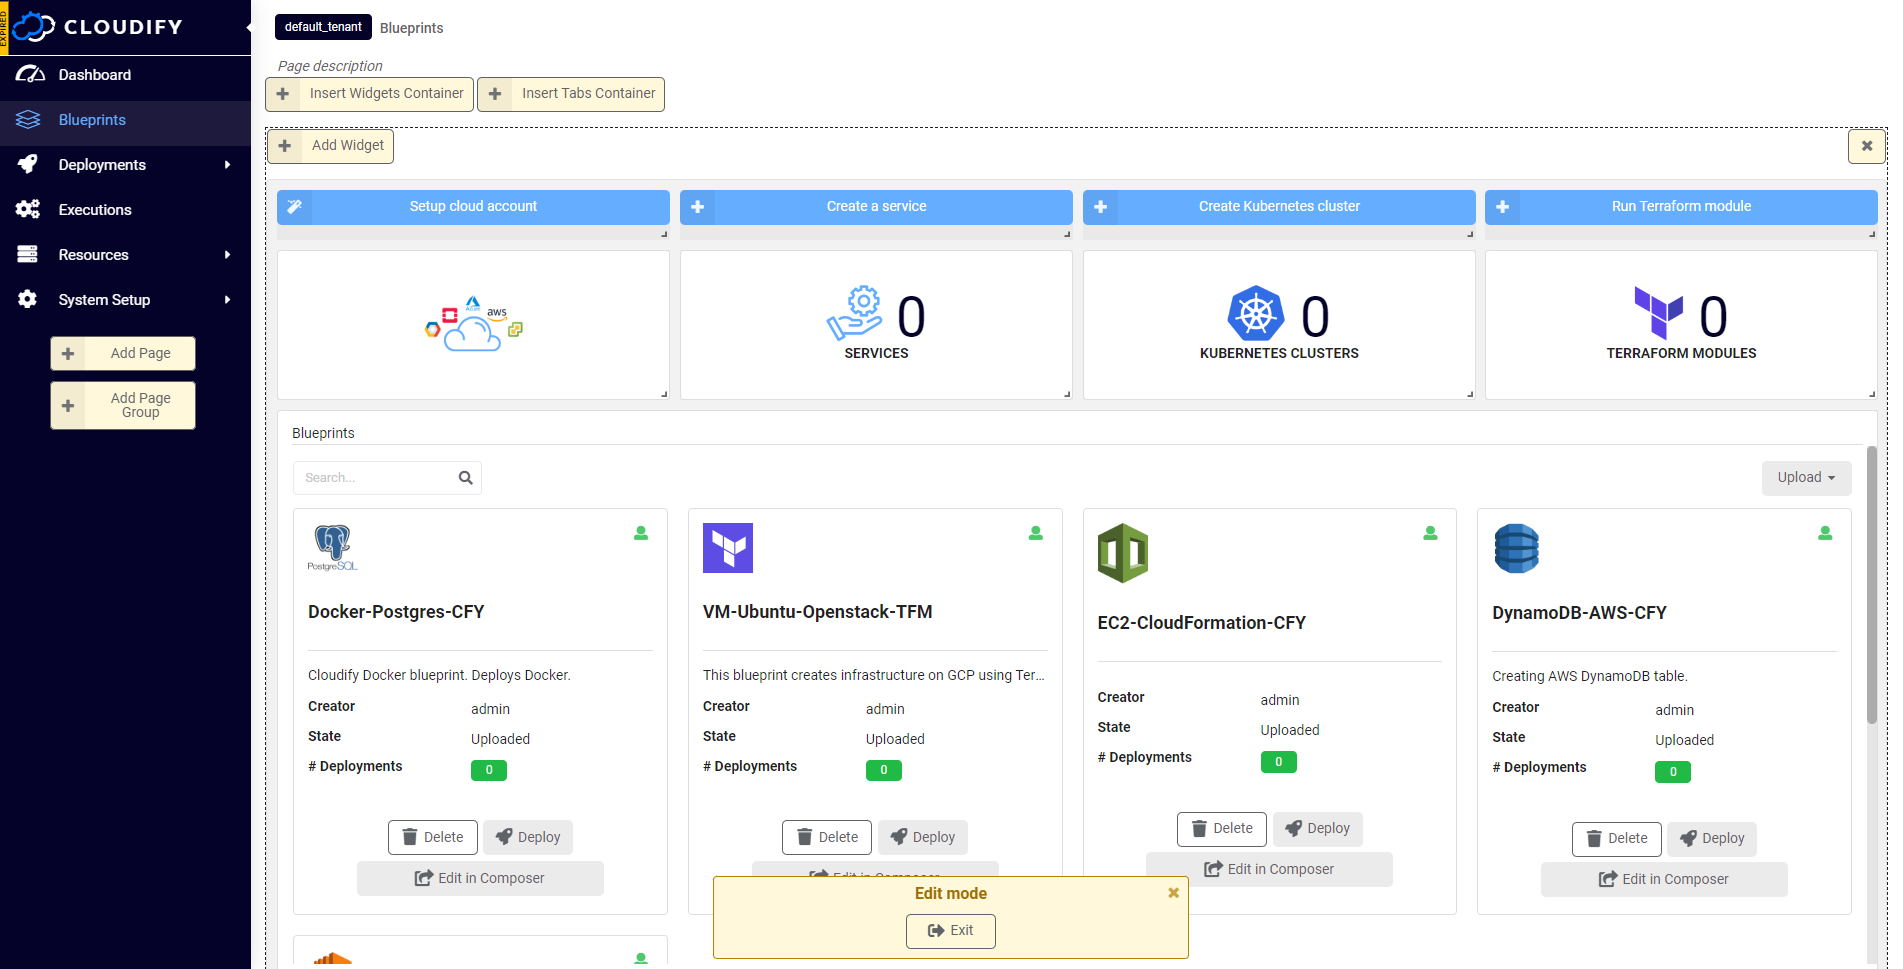 EXPIRED
CLOUDIFY
default_tenant Blueprints
Dashboard
Blueprints
Deployments
Executions
Resources
System Setup
Add Page
Add Page
Group
Page description
Insert Widgets Container
Insert Tabs Container
Add Widget
Setup cloud account
Create a service
Create Kubernetes cluster
Run Terraform module
Azure
aws
0
SERVICES
0
KUBERNETES CLUSTERS
0
TERRAFORM MODULES
Blueprints
Search...
Upload
PostgreSQL
Docker-Postgres-CFY
Cloudify Docker blueprint. Deploys Docker.
Creator admin
State Uploaded
# Deployments 0
Delete Deploy
Edit in Composer
VM-Ubuntu-Openstack-TFM
This blueprint creates infrastructure on GCP using Ter...
Creator admin
State Uploaded
# Deployments 0
Delete Deploy
Edit in Composer
EC2-CloudFormation-CFY
Creator admin
State Uploaded
# Deployments 0
Delete Deploy
Edit in Composer
DynamoDB-AWS-CFY
Creating AWS DynamoDB table.
Creator admin
State Uploaded
# Deployments 0
Delete Deploy
Edit in Composer
Edit mode
Exit